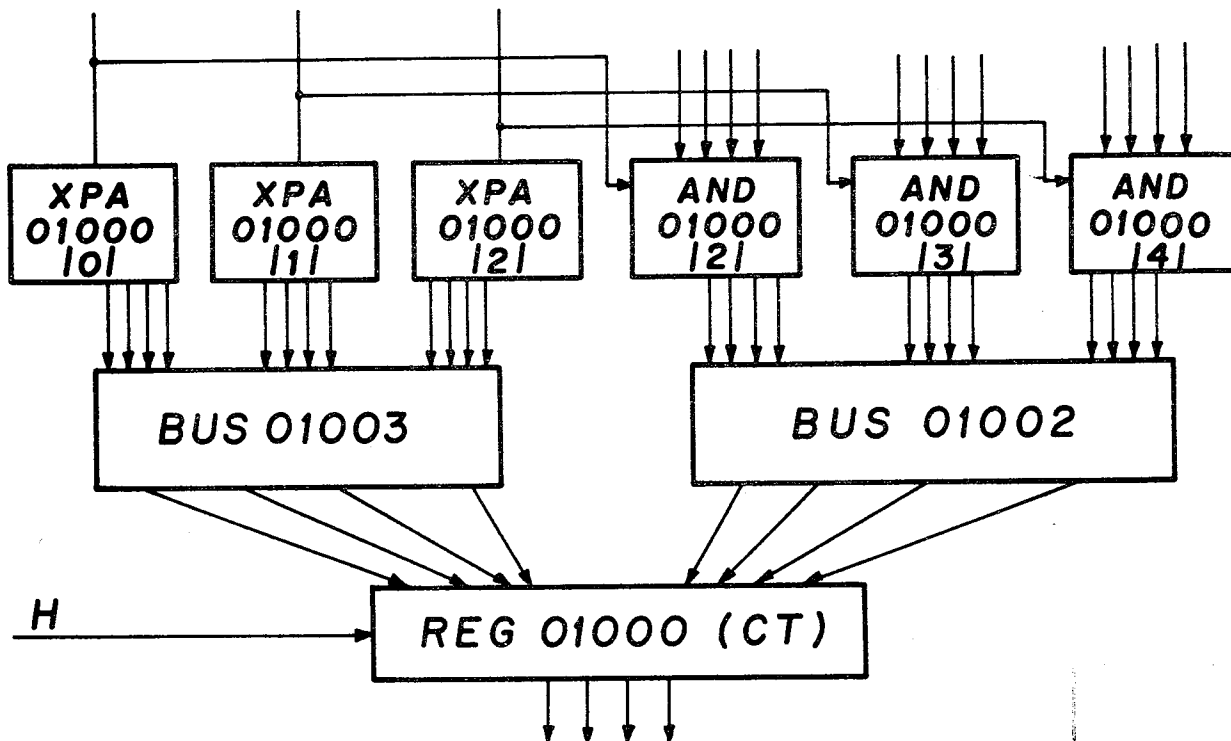 XPA
01000
|0|
XPA
01000
|1|
XPA
01000
|2|
AND
01000
|2|
AND
01000
|3|
AND
01000
|4|
BUS 01003
BUS 01002
H
REG 01000 (CT)